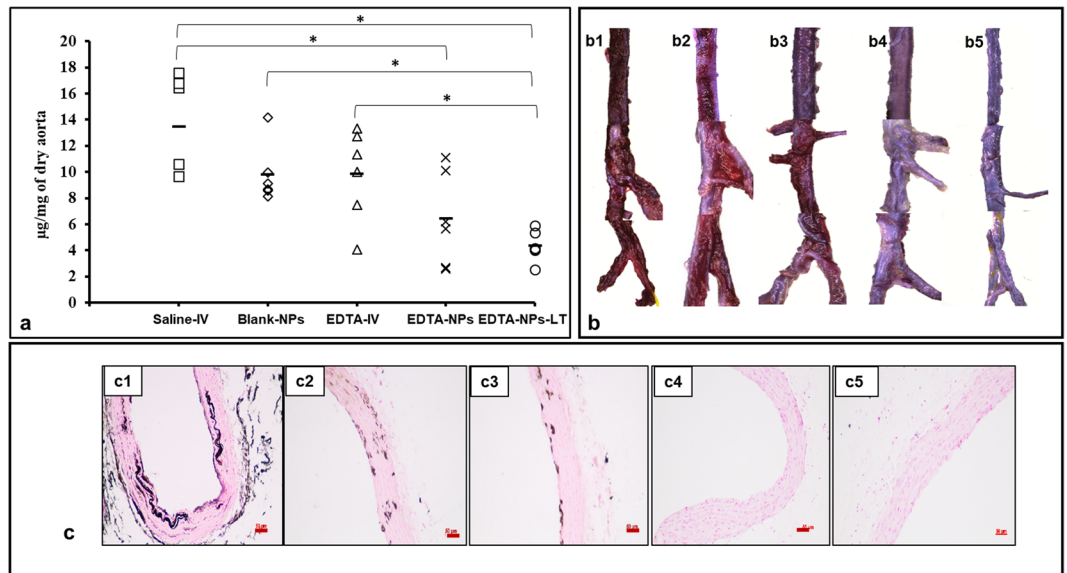 *
20
*
18
*
16
*
14
12
10
8
6
4
2
0
µg/mg of dry aorta
Saline-IV Blank-NPs EDTA-IV EDTA-NPs EDTA-NPs-LT
a
b1 b2 b3 b4 b5
b
c1 c2 c3 c4 c5
c